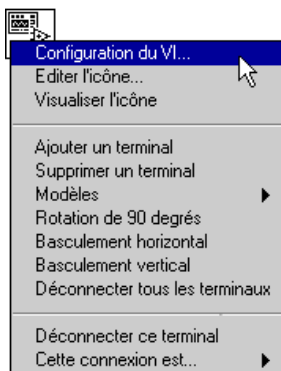 Configuration du VI...
Editer l'icône...
Visualiser l'icône
Ajouter un terminal
Supprimer un terminal
Modèles
Rotation de 90 degrés
Basculement horizontal
Basculement vertical
Déconnecter tous les terminaux
Déconnecter ce terminal
Cette connexion est...